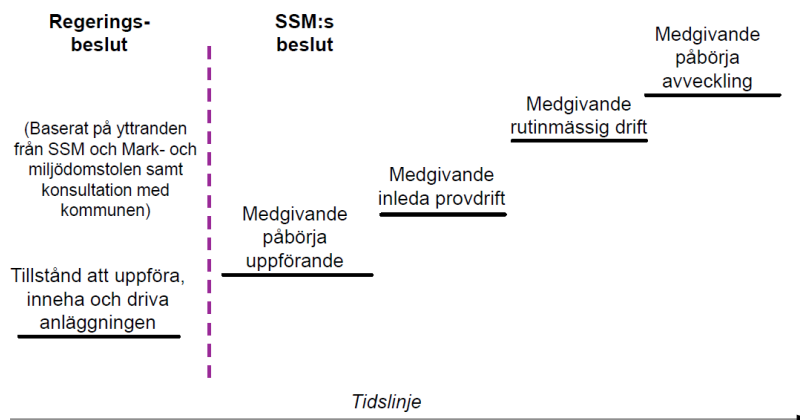 Regerings-
beslut
(Baserat på yttranden
från SSM och Mark- och
miljödomstolen samt
konsultation med
kommunen)
Tillstånd att uppföra,
inneha och driva
anläggningen
SSM:s
beslut
Medgivande
påbörja
uppförande
Medgivande
inleda provdrift
Medgivande
rutinmässig drift
Medgivande
påbörja
avveckling
Tidslinje